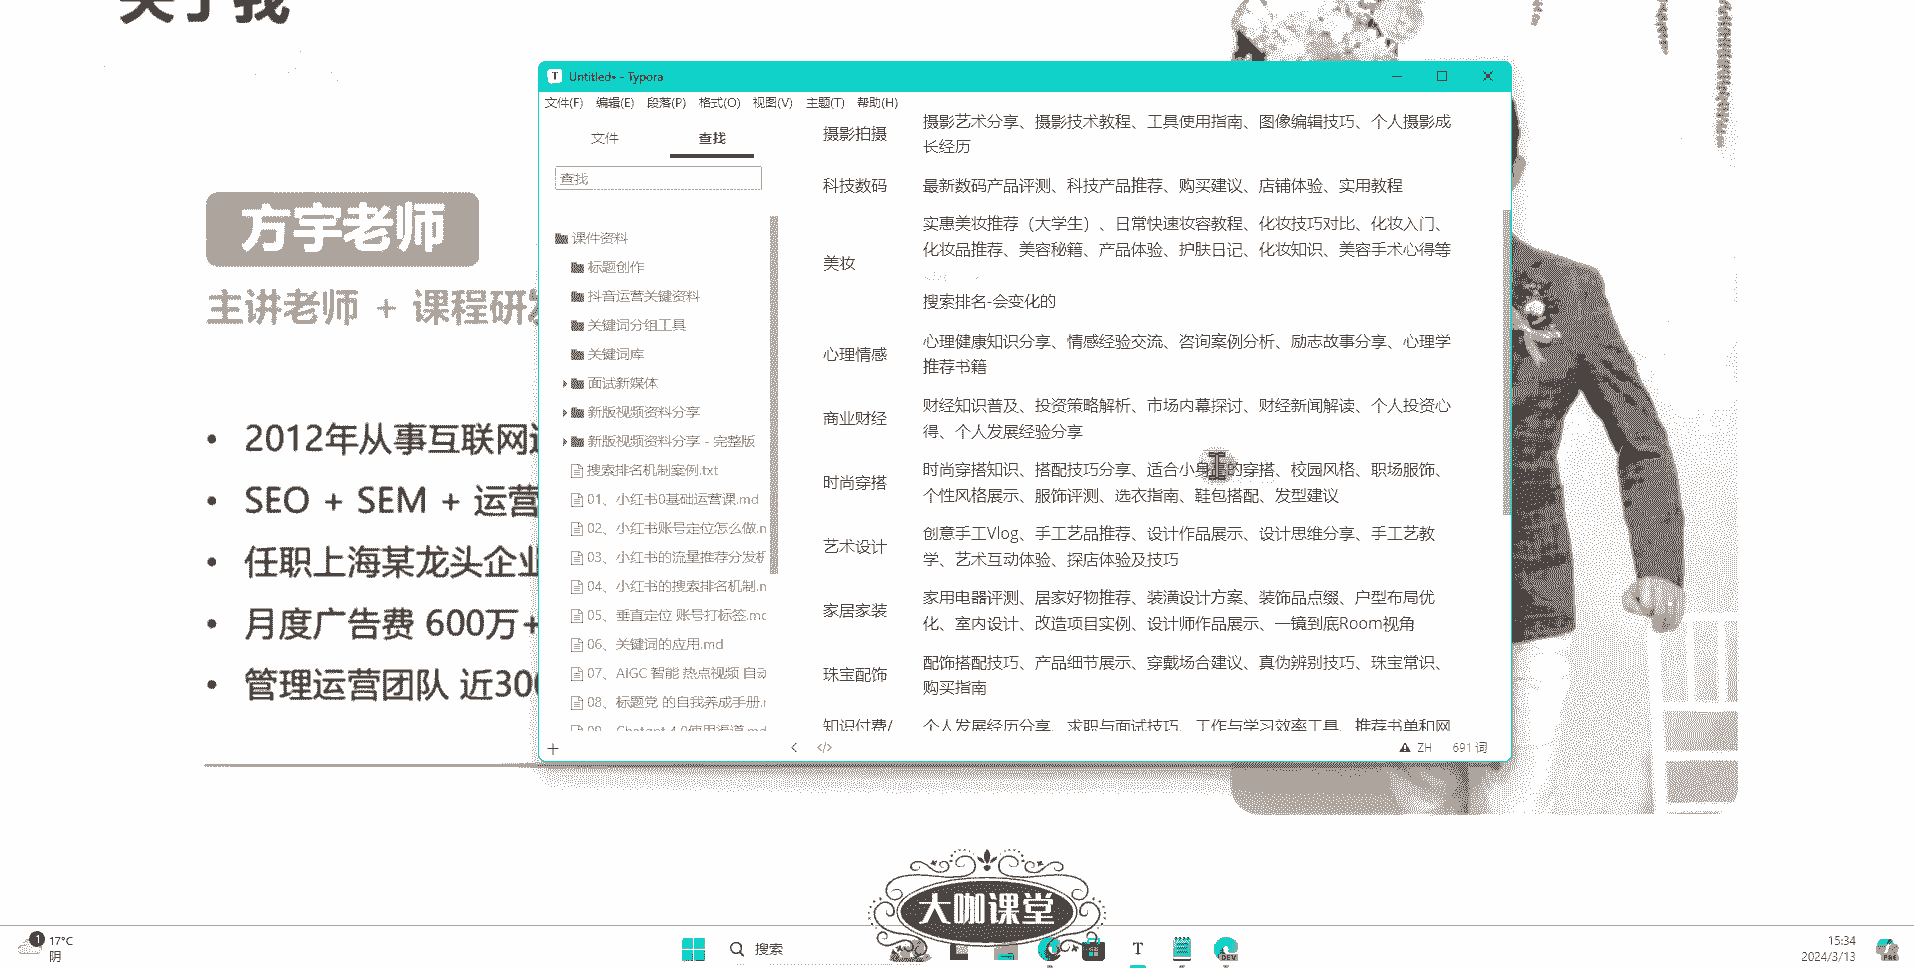 关于我
方宇老师
主讲老师 + 课程研发
2012年从事互联网
SEO + SEM + 运营
任职上海某龙头企业
月度广告费 600万+
管理运营团队 近300
Untitled• - Typora
文件(F) 编辑(E) 段落(P) 格式(O) 视图(V) 主题(T) 帮助(H)
文件 查找
查找
课件资料
标题创作
抖音运营关键资料
关键词分组工具
关键词库
面试新媒体
新版视频资料分享
新版视频资料分享 - 完整版
搜索排名机制案例.txt
01、小红书0基础运营课.md
02、小红书账号定位怎么做.m
03、小红书的流量推荐分发机
04、小红书的搜索排名机制.n
05、垂直定位 账号打标签.mc
06、关键词的应用.md
07、AIGC 智能 热点视频 自动
08、标题党 的自我养成手册.r
09、Chatgpt 4.0使用渠道.md
摄影拍摄
摄影艺术分享、摄影技术教程、工具使用指南、图像编辑技巧、个人摄影成
长经历
科技数码
最新数码产品评测、科技产品推荐、购买建议、店铺体验、实用教程
美妆
实惠美妆推荐（大学生）、日常快速妆容教程、化妆技巧对比、化妆入门、
化妆品推荐、美容秘籍、产品体验、护肤日记、化妆知识、美容手术心得等
搜索排名-会变化的
心理情感
心理健康知识分享、情感经验交流、咨询案例分析、励志故事分享、心理学
推荐书籍
商业财经
财经知识普及、投资策略解析、市场内幕探讨、财经新闻解读、个人投资心
得、个人发展经验分享
时尚穿搭
时尚穿搭知识、搭配技巧分享、适合小身高的穿搭、校园风格、职场服饰、
个性风格展示、服饰评测、选衣指南、鞋包搭配、发型建议
艺术设计
创意手工Vlog、手工艺品推荐、设计作品展示、设计思维分享、手工艺教
学、艺术互动体验、探店体验及技巧
家居家装
家用电器评测、居家好物推荐、装潢设计方案、装饰品点缀、户型布局优
化、室内设计、改造项目实例、设计师作品展示、一镜到底Room视角
珠宝配饰
配饰搭配技巧、产品细节展示、穿戴场合建议、真伪辨别技巧、珠宝常识、
购买指南
知识付费/
个人发展经历分享、求职与面试技巧、工作与学习效率工具、推荐书单和网
ZH 691 词
大咖课堂
1
17°C
阴
搜索
DEV
15:34
2024/3/13
PRE